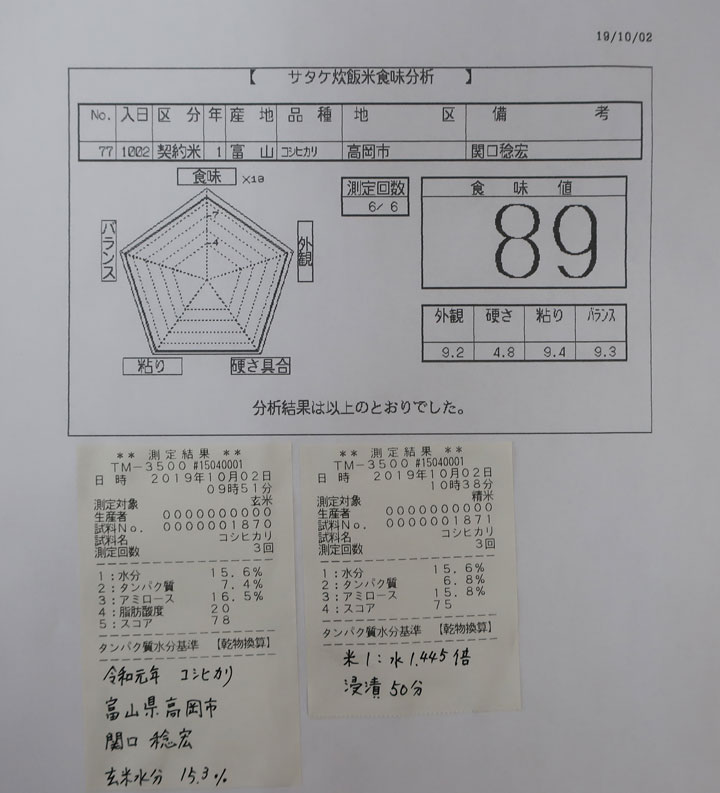 19/10/02
【 サタケ炊飯米食味分析 】
No. 入日 区分 年 産地 品種 地区 備考
77 1002 契約米 1 富山 コシヒカリ 高岡市 関口稔宏
食味 ×10
7
4
外観
硬さ具合
粘り
バランス
測定回数
6/ 6
食味値
89
外観 硬さ 粘り バランス
9.2 4.8 9.4 9.3
分析結果は以上のとおりでした。
** 測定結果 **
TM-3500 #15040001
日時 2019年10月02日
09時51分
測定対象 玄米
生産者 0000000000
試料No. 0000001870
試料名 コシヒカリ
測定回数 3回
1:水分 15.6%
2:タンパク質 7.4%
3:アミロース 16.5%
4:脂肪酸度 20
5:スコア 78
タンパク質水分基準 【乾物換算】
令和元年 コシヒカリ
富山県高岡市
関口 稔宏
玄米水分 15.3%
** 測定結果 **
TM-3500 #15040001
日時 2019年10月02日
10時38分
測定対象 精米
生産者 0000000000
試料No. 0000001871
試料名 コシヒカリ
測定回数 3回
1:水分 15.6%
2:タンパク質 6.8%
3:アミロース 15.8%
4:スコア 75
タンパク質水分基準 【乾物換算】
米1:水1.445倍
浸漬 50分